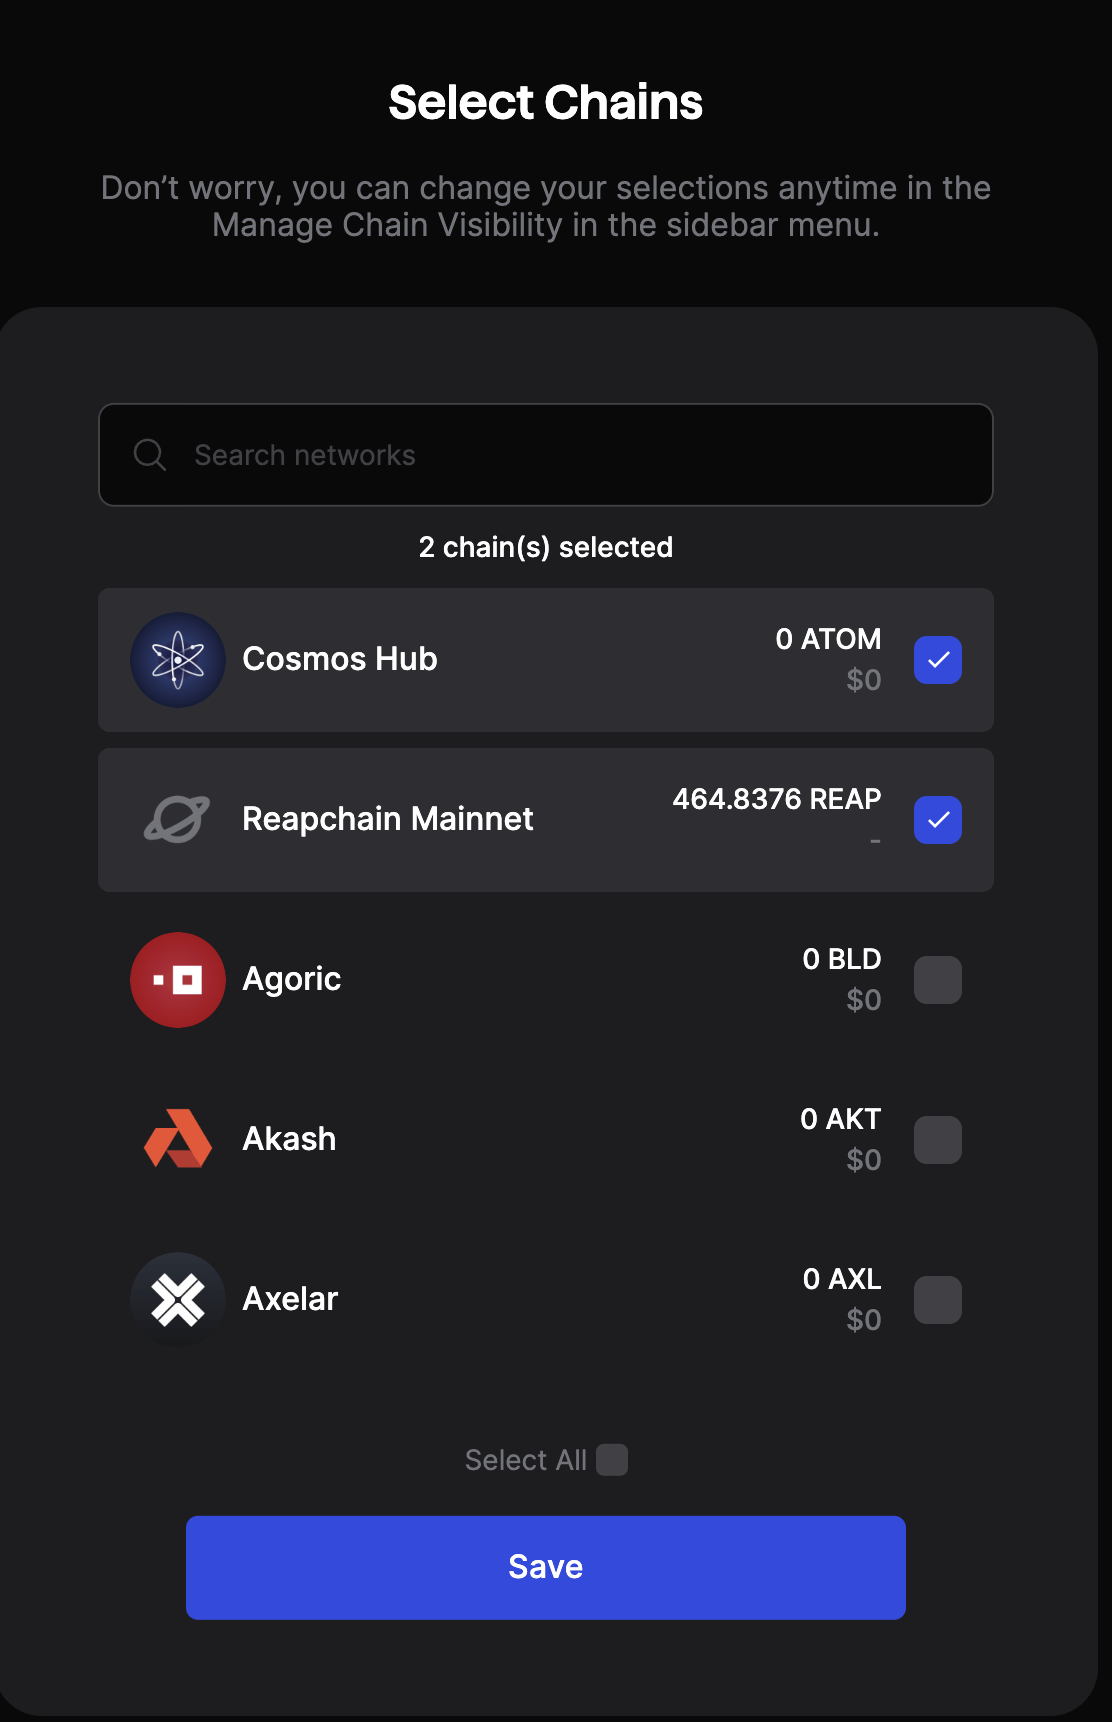 Select Chains
Don’t worry, you can change your selections anytime in the
Manage Chain Visibility in the sidebar menu.
Search networks
2 chain(s) selected
Cosmos Hub
0 ATOM
$0
Reapchain Mainnet
464.8376 REAP
-
Agoric
0 BLD
$0
Akash
0 AKT
$0
Axelar
0 AXL
$0
Select All
Save